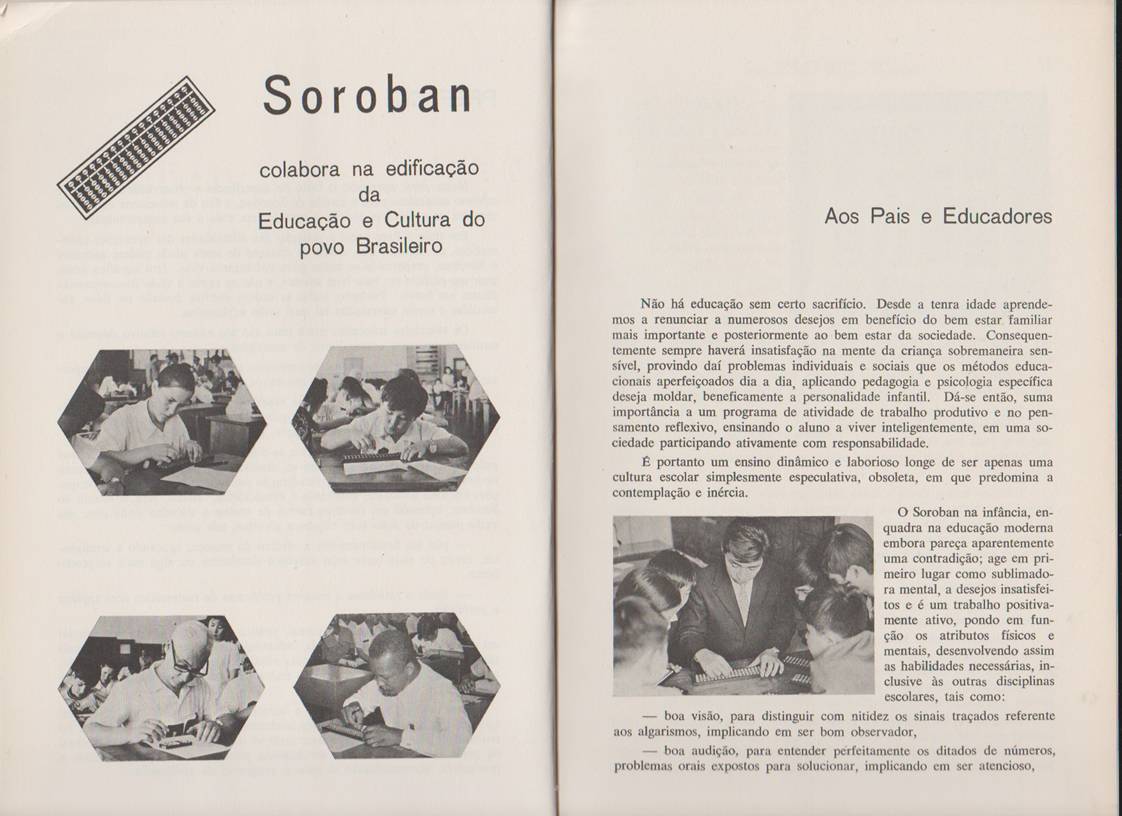 Soroban
colabora na edificação
da
Educação e Cultura do
povo Brasileiro
Aos Pais e Educadores
Não há educação sem certo sacrifício. Desde a tenra idade aprende-
mos a renunciar a numerosos desejos em benefício do bem estar familiar
mais importante e posteriormente ao bem estar da sociedade. Consequen-
temente sempre haverá insatisfação na mente da criança sobremaneira sen-
sível, provindo daí problemas individuais e sociais que os métodos educa-
cionais aperfeiçoados dia a dia, aplicando pedagogia e psicologia específica
deseja moldar, beneficamente a personalidade infantil. Dá-se então, suma
importância a um programa de atividade de trabalho produtivo e no pen-
samento reflexivo, ensinando o aluno a viver inteligentemente, em uma so-
ciedade participando ativamente com responsabilidade.
É portanto um ensino dinâmico e laborioso longe de ser apenas uma
cultura escolar simplesmente especulativa, obsoleta, em que predomina a
contemplação e inércia.
O Soroban na infância, en-
quadra na educação moderna
embora pareça aparentemente
uma contradição; age em pri-
meiro lugar como sublimado-
ra mental, a desejos insatisfei-
tos e é um trabalho positiva-
mente ativo, pondo em fun-
ção os atributos físicos e
mentais, desenvolvendo assim
as habilidades necessárias, in-
clusive às outras disciplinas
escolares, tais como:
— boa visão, para distinguir com nitidez os sinais traçados referente
aos algarismos, implicando em ser bom observador,
— boa audição, para entender perfeitamente os ditados de números,
problemas orais expostos para solucionar, implicando em ser atencioso,